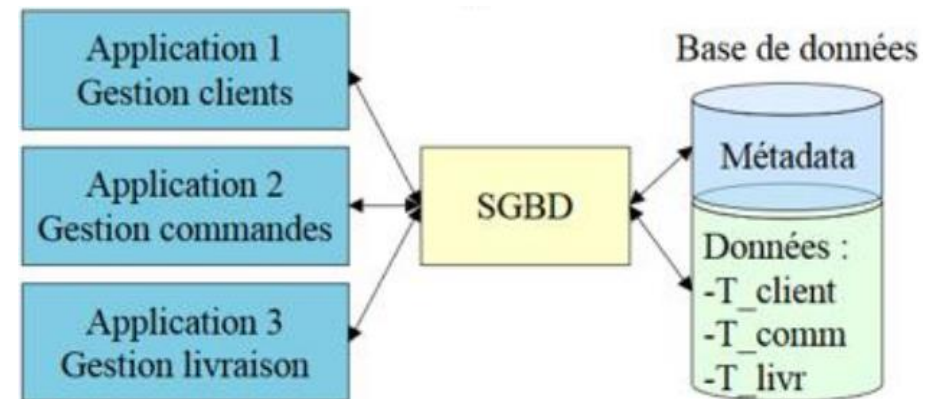 Application 1
Gestion clients
Application 2
Gestion commandes
Application 3
Gestion livraison
SGBD
Base de données
Métadata
Données :
-T_client
-T_comm
-T_livr